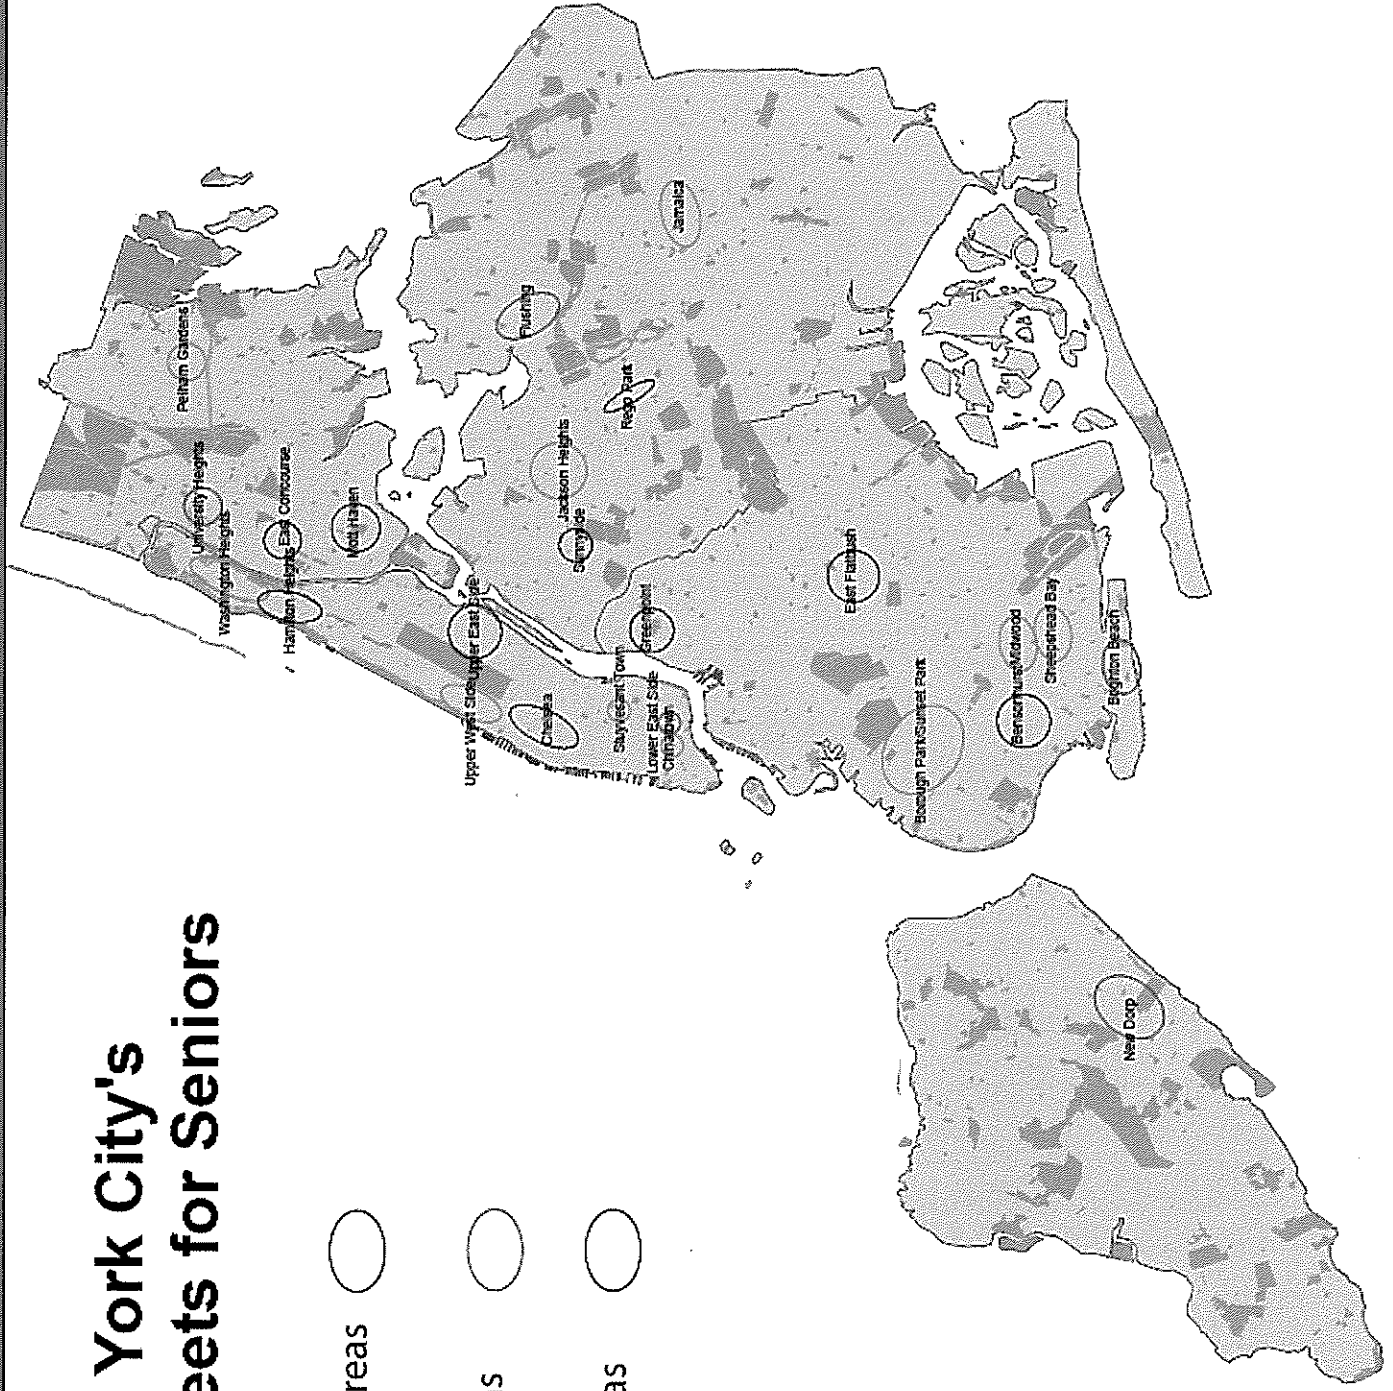 York City's
eets for Seniors
reas
s
as
Pelham Gardens
University Heights
Washington Heights
East Concourse
Hamilton Heights
Mott Haven
Upper East Side
Upper West Side
Chelsea
Stuyvesant Town
Lower East Side
Chinatown
Flushing
Jamaica
Rego Park
Jackson Heights
Sunnyside
Greenpoint
East Flatbush
Borough Park/Sunset Park
Bensonhurst
Midwood
Sheepshead Bay
Brighton Beach
New Dorp